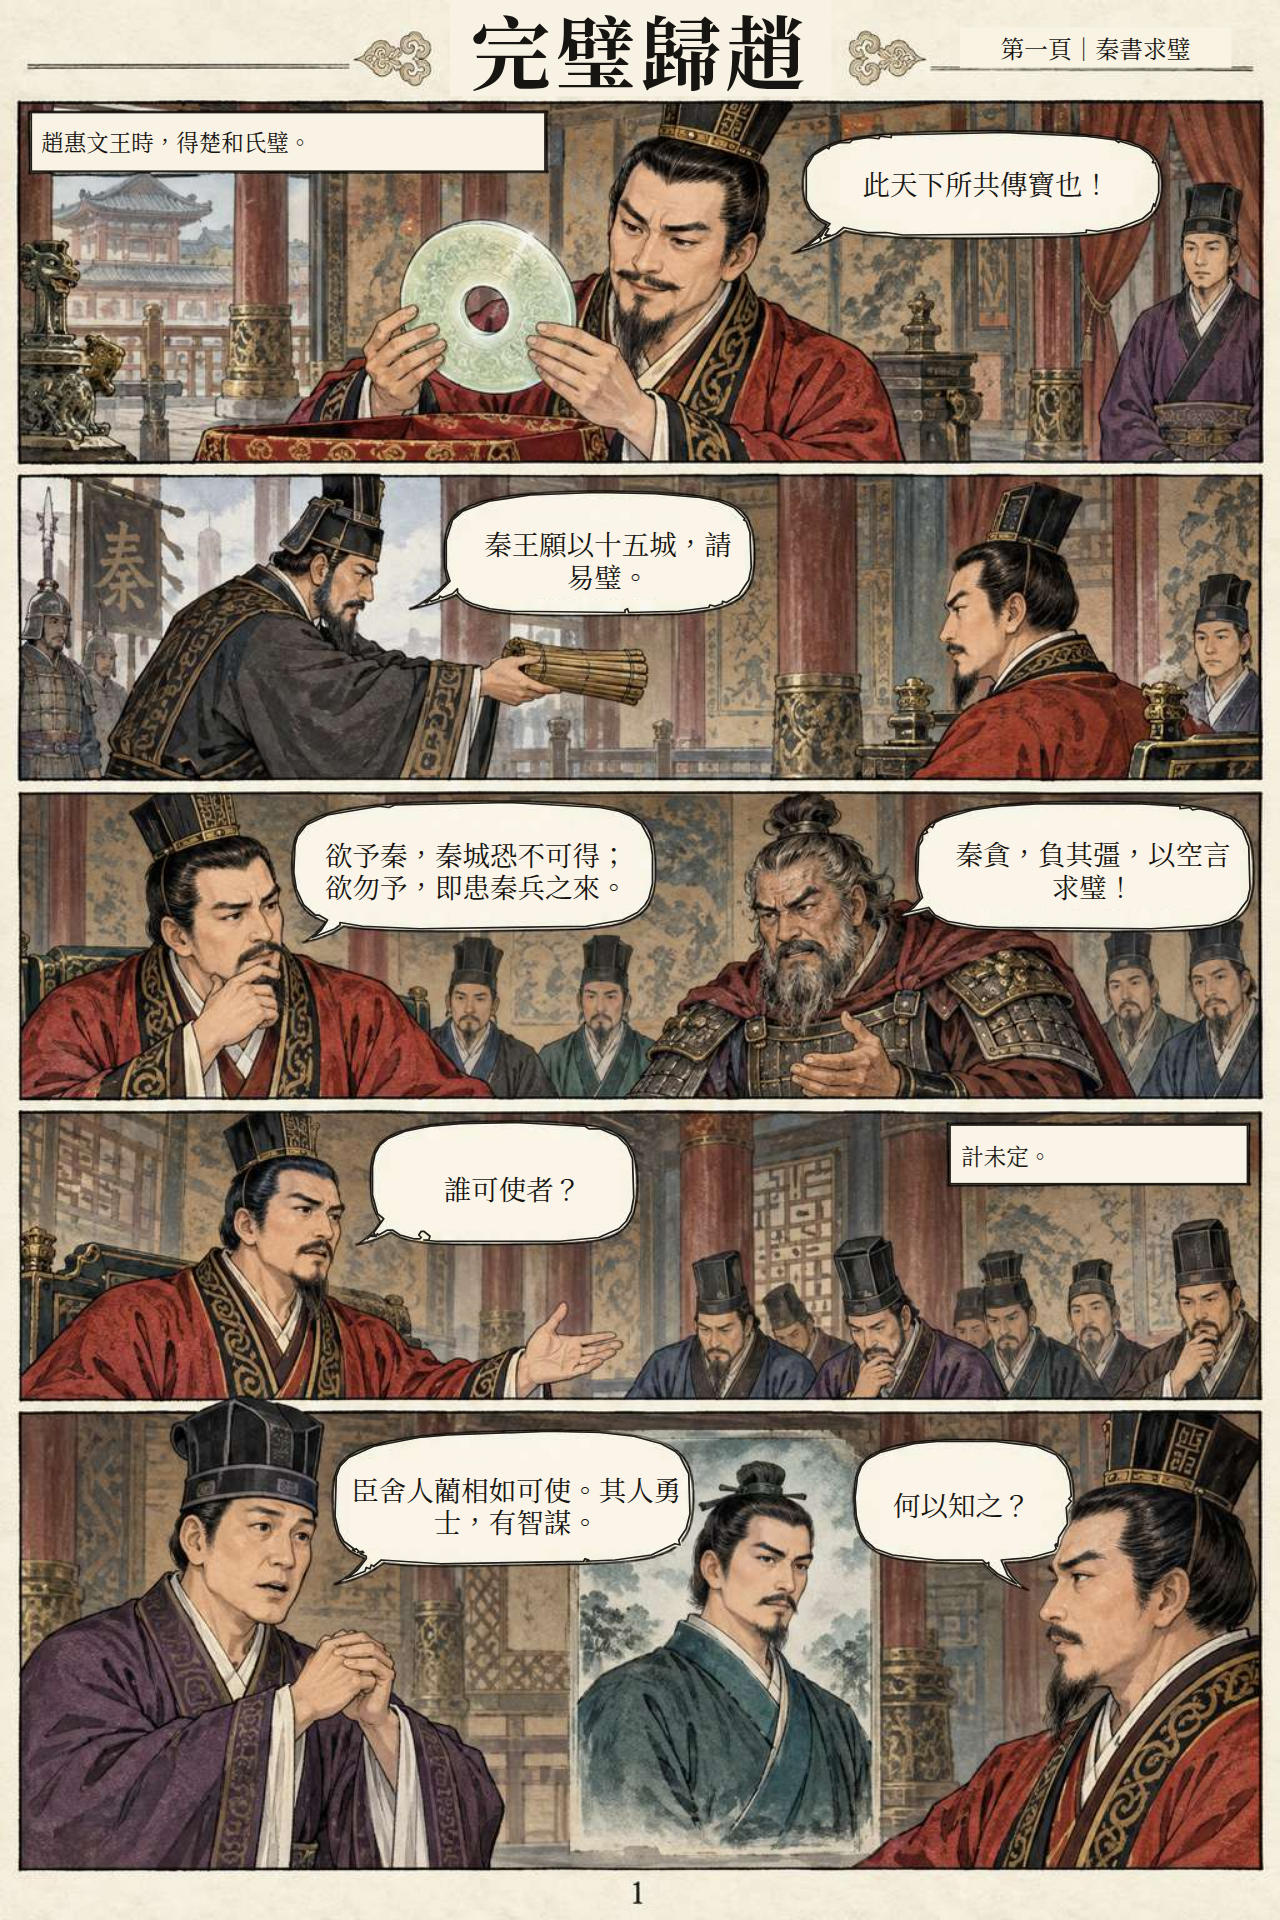 完璧歸趙
第一頁｜秦書求璧
趙惠文王時，得楚和氏璧。
此天下所共傳寶也！
秦
秦王願以十五城，請
易璧。
欲予秦，秦城恐不可得；
欲勿予，即患秦兵之來。
秦貪，負其彊，以空言
求璧！
誰可使者？
計未定。
臣舍人藺相如可使。其人勇
士，有智謀。
何以知之？
1